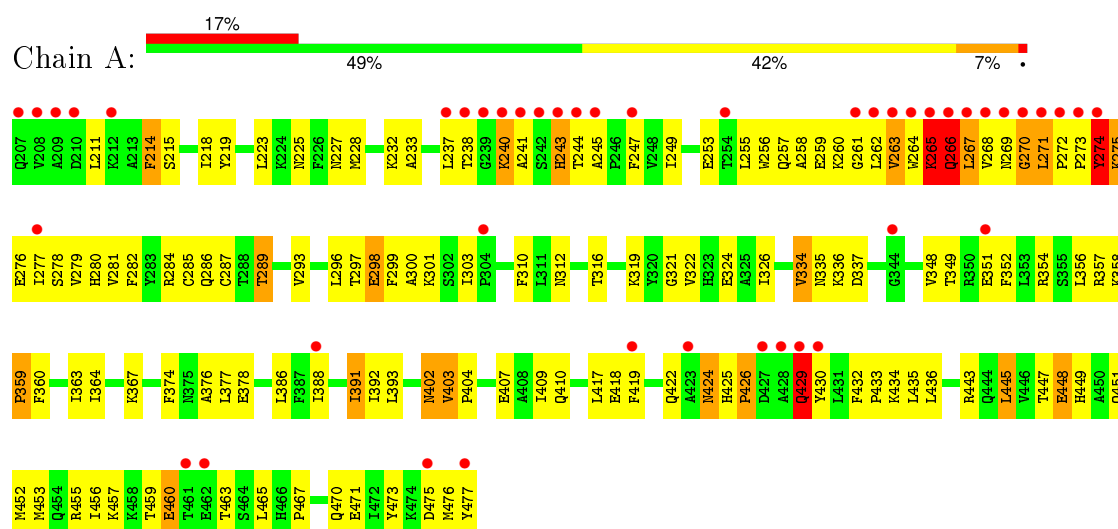 17%
Chain A:
49% 42% 7% •
Q207 V208 A209 D210 L211 K212 A213 F214 S215 I218 Y219 L223 K224 N225 F226 N227 M228 K232 A233 L237 T238 G239 K240 A241 S242 H243 T244 A245 P246 F247 V248 I249 E253 T254 L255 W256 Q257 A258 E259 K260 G261 L262 V263 W264 K265 Q266 L267 V268 N269 G270 L271 P272 P273 Y274 K275
E276 I277 S278 V279 H280 V281 F282 Y283 R284 C285 Q286 C287 T288 T289 V293 L296 T297 E298 F299 A300 K301 S302 I303 P304 F310 L311 N312 T316 K319 Y320 G321 V322 H323 E324 A325 I326 V334 N335 K336 D337 G344 V348 T349 R350 E351 F352 L353 R354 S355 L356 R357 K358
P359 F360 I363 I364 K367 F374 N375 A376 L377 E378 L386 F387 I388 I391 I392 L393 N402 V403 P404 E407 A408 I409 Q410 L417 E418 F419 Q422 A423 N424 H425 P426 D427 A428 Q429 Y430 L431 F432 P433 K434 L435 L436 R443 Q444 L445 V446 T447 E448 H449 A450 Q451
M452 M453 Q454 R455 I456 K457 K458 T459 E460 T461 E462 T463 S464 L465 H466 P467 Q470 E471 I472 Y473 K474 D475 M476 Y477